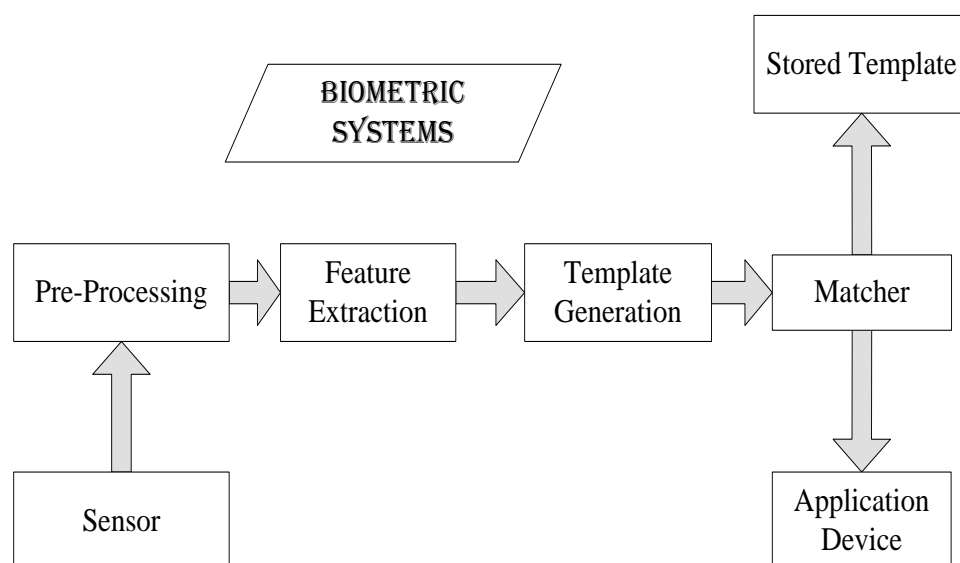 Stored Template
BIOMETRIC
SYSTEMS
Pre-Processing
Feature
Extraction
Template
Generation
Matcher
Sensor
Application
Device